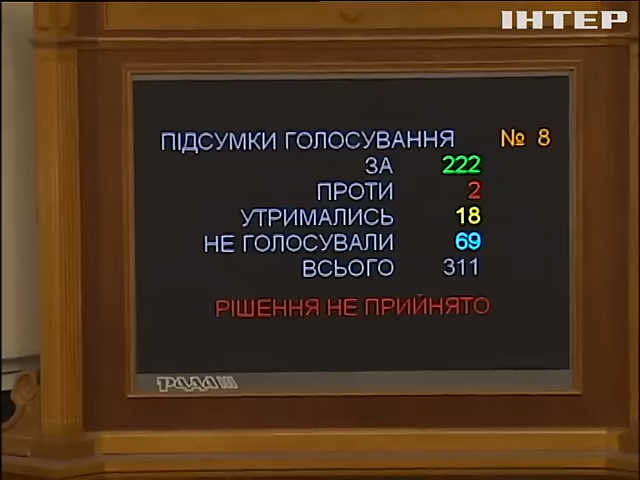 ІНТЕР
ПІДСУМКИ ГОЛОСУВАННЯ № 8
ЗА 222
ПРОТИ 2
УТРИМАЛИСЬ 18
НЕ ГОЛОСУВАЛИ 69
ВСЬОГО 311
РІШЕННЯ НЕ ПРИЙНЯТО
РАДА